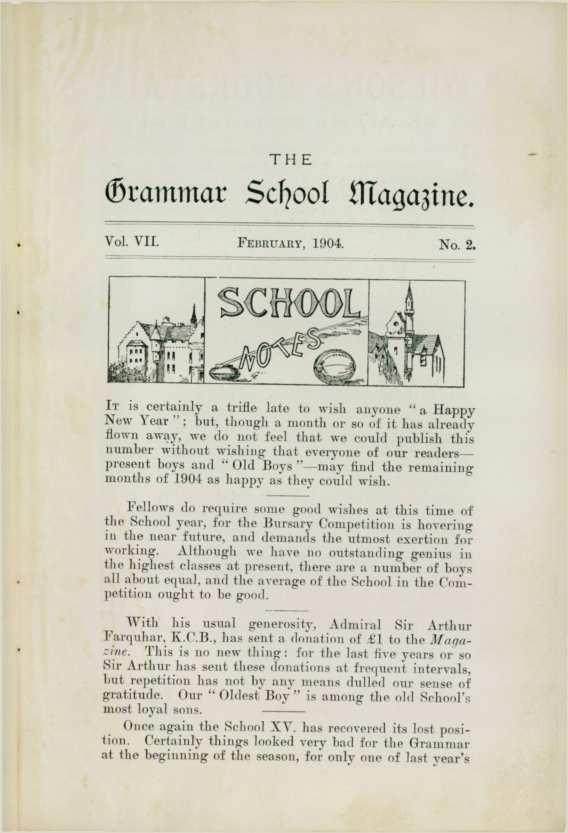 THE
Grammar School Magazine.
Vol. VII. FEBRUARY, 1904. No. 2.
SCHOOL
NOTES
IT is certainly a trifle late to wish anyone "a Happy
New Year"; but, though a month or so of it has already
flown away, we do not feel that we could publish this
number without wishing that everyone of our readers—
present boys and "Old Boys"—may find the remaining
months of 1904 as happy as they could wish.
Fellows do require some good wishes at this time of
the School year, for the Bursary Competition is hovering
in the near future, and demands the utmost exertion for
working. Although we have no outstanding genius in
the highest classes at present, there are a number of boys
all about equal, and the average of the School in the Com-
petition ought to be good.
With his usual generosity, Admiral Sir Arthur
Farquhar, K.C.B., has sent a donation of £1 to the Maga-
zine. This is no new thing: for the last five years or so
Sir Arthur has sent these donations at frequent intervals,
but repetition has not by any means dulled our sense of
gratitude. Our "Oldest Boy" is among the old School's
most loyal sons.
Once again the School XV. has recovered its lost posi-
tion. Certainly things looked very bad for the Grammar
at the beginning of the season, for only one of last year's